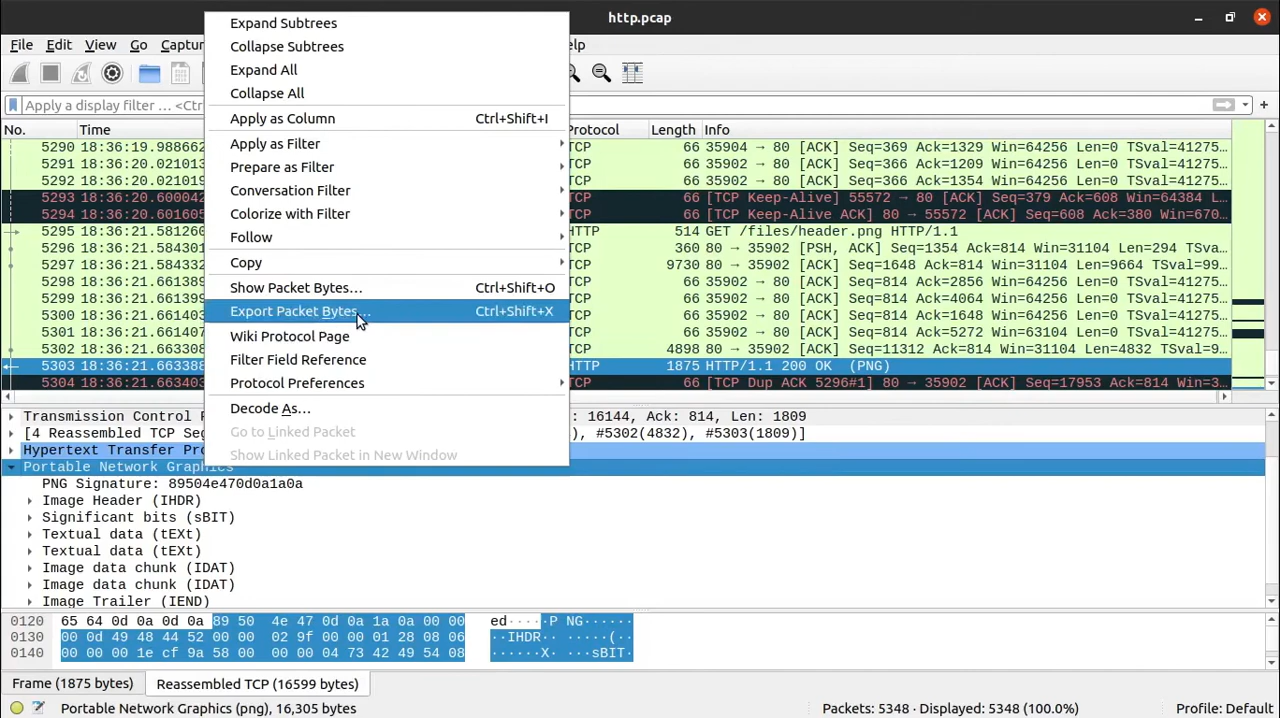 http.pcap
File Edit View Go Captur
elp
Apply a display filter … <Ctr
Expand Subtrees
Collapse Subtrees
Expand All
Collapse All
Apply as Column Ctrl+Shift+I
Apply as Filter
Prepare as Filter
Conversation Filter
Colorize with Filter
Follow
Copy
Show Packet Bytes… Ctrl+Shift+O
Export Packet Bytes… Ctrl+Shift+X
Wiki Protocol Page
Filter Field Reference
Protocol Preferences
Decode As…
Go to Linked Packet
Show Linked Packet in New Window
No. Time Protocol Length Info
5290 18:36:19.988662 TCP 66 35904 → 80 [ACK] Seq=369 Ack=1329 Win=64256 Len=0 TSval=41275…
5291 18:36:20.021013 TCP 66 35902 → 80 [ACK] Seq=366 Ack=1209 Win=64256 Len=0 TSval=41275…
5292 18:36:20.021019 TCP 66 35902 → 80 [ACK] Seq=366 Ack=1354 Win=64256 Len=0 TSval=41275…
5293 18:36:20.600042 TCP 66 [TCP Keep-Alive] 55572 → 80 [ACK] Seq=379 Ack=608 Win=64384 L…
5294 18:36:20.601605 TCP 66 [TCP Keep-Alive ACK] 80 → 55572 [ACK] Seq=608 Ack=380 Win=670…
5295 18:36:21.581260 HTTP 514 GET /files/header.png HTTP/1.1
5296 18:36:21.584301 TCP 360 80 → 35902 [PSH, ACK] Seq=1354 Ack=814 Win=31104 Len=294 TSva…
5297 18:36:21.584332 TCP 9730 80 → 35902 [ACK] Seq=1648 Ack=814 Win=31104 Len=9664 TSval=9…
5298 18:36:21.661389 TCP 66 35902 → 80 [ACK] Seq=814 Ack=2856 Win=64128 Len=0 TSval=41275…
5299 18:36:21.661399 TCP 66 35902 → 80 [ACK] Seq=814 Ack=4064 Win=64128 Len=0 TSval=41275…
5300 18:36:21.661401 TCP 66 35902 → 80 [ACK] Seq=814 Ack=1648 Win=64128 Len=0 TSval=41275…
5301 18:36:21.661407 TCP 66 35902 → 80 [ACK] Seq=814 Ack=5272 Win=63104 Len=0 TSval=41275…
5302 18:36:21.663308 TCP 4898 80 → 35902 [ACK] Seq=11312 Ack=814 Win=31104 Len=4832 TSval=9…
5303 18:36:21.663388 HTTP 1875 HTTP/1.1 200 OK (PNG)
5304 18:36:21.663403 TCP 66 [TCP Dup ACK 5296#1] 80 → 35902 [ACK] Seq=17953 Ack=814 Win=3…
Transmission Control P : 16144, Ack: 814, Len: 1809
[4 Reassembled TCP Seg ), #5302(4832), #5303(1809)]
Hypertext Transfer Pro
Portable Network Graphics
PNG Signature: 89504e470d0a1a0a
Image Header (IHDR)
Significant bits (sBIT)
Textual data (tEXt)
Textual data (tEXt)
Image data chunk (IDAT)
Image data chunk (IDAT)
Image Trailer (IEND)
0120 65 64 0d 0a 0d 0a 89 50 4e 47 0d 0a 1a 0a 00 00 ed·····P NG······
0130 00 0d 49 48 44 52 00 00 02 9f 00 00 01 28 08 06 ··IHDR·· ·····(··
0140 00 00 00 1e cf 9a 58 00 00 00 04 73 42 49 54 08 ······X· ···sBIT·
Frame (1875 bytes) Reassembled TCP (16599 bytes)
Portable Network Graphics (png), 16,305 bytes Packets: 5348 · Displayed: 5348 (100.0%) Profile: Default